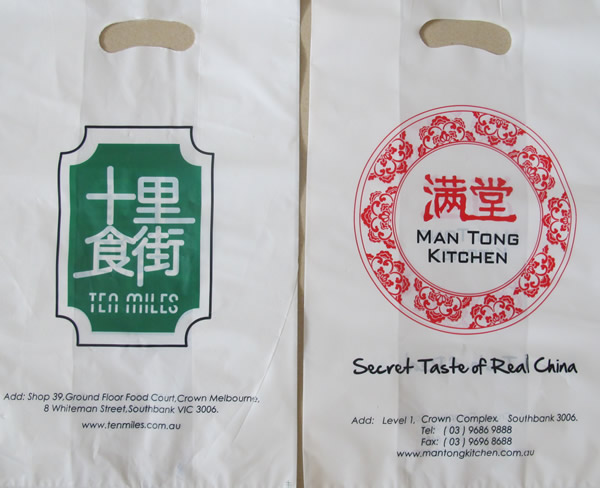 十里
食街
TEN MILES
Add: Shop 39,Ground Floor Food Court,Crown Melbourne,
8 Whiteman Street,Southbank VIC 3006.
www.tenmiles.com.au
满堂
MAN TONG
KITCHEN
Secret Taste of Real China
Add: Level 1, Crown Complex. Southbank 3006.
Tel: ( 03 ) 9686 9888
Fax: ( 03 ) 9696 8688
www.mantongkitchen.com.au